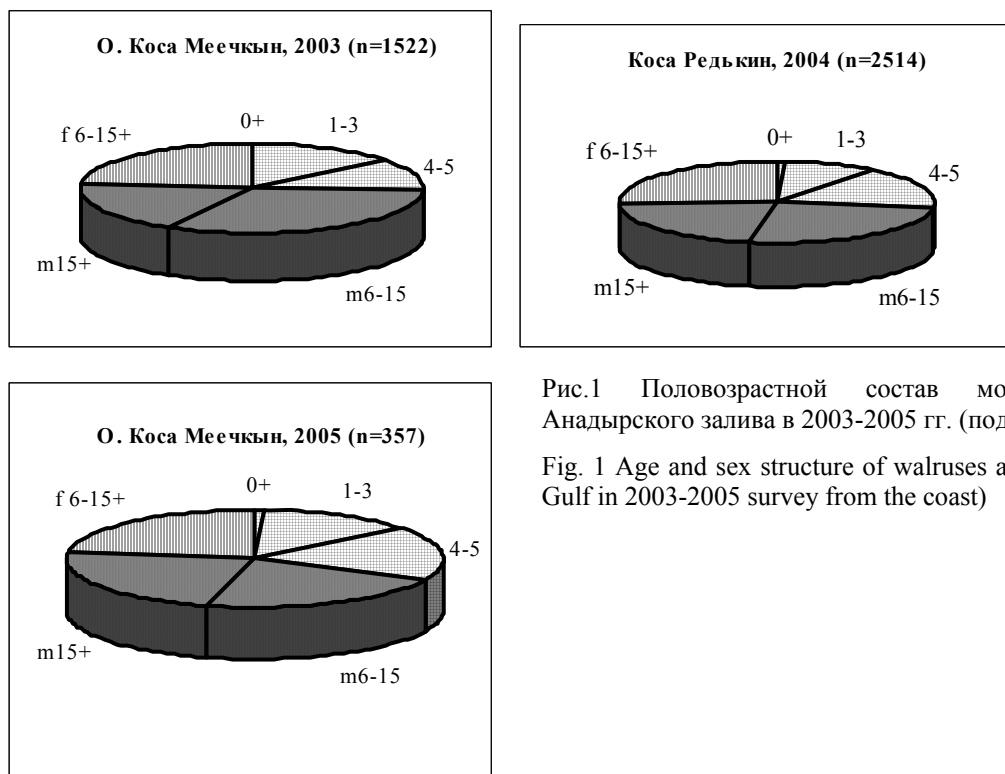 О. Коса Меечкын, 2003 (n=1522)
f 6-15+
0+
1-3
4-5
m15+
m6-15
Коса Редькин, 2004 (n=2514)
f 6-15+
0+
1-3
4-5
m15+
m6-15
О. Коса Меечкын, 2005 (n=357)
f 6-15+
0+
1-3
4-5
m15+
m6-15
Рис.1 Половозрастной состав мо
Анадырского залива в 2003-2005 гг. (под
Fig. 1 Age and sex structure of walruses a
Gulf in 2003-2005 survey from the coast)